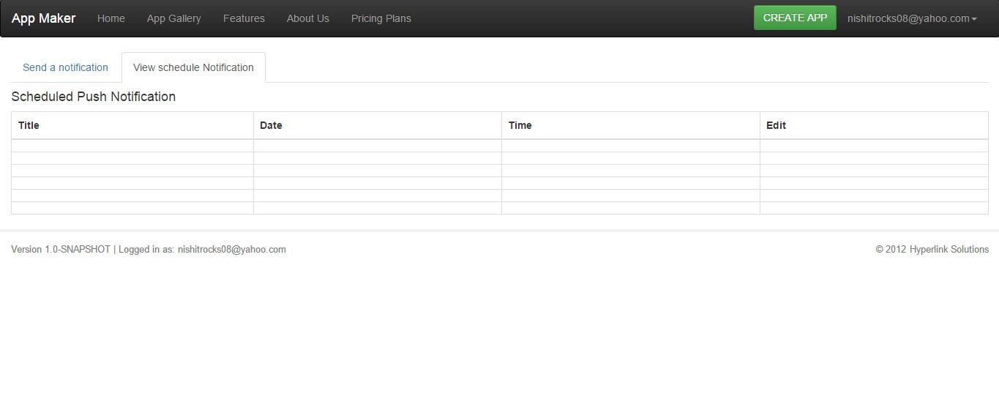 App Maker Home App Gallery Features About Us Pricing Plans CREATE APP nishitrocks08@yahoo.com
Send a notification View schedule Notification
Scheduled Push Notification
Title Date Time Edit
Version 1.0-SNAPSHOT | Logged in as: nishitrocks08@yahoo.com © 2012 Hyperlink Solutions